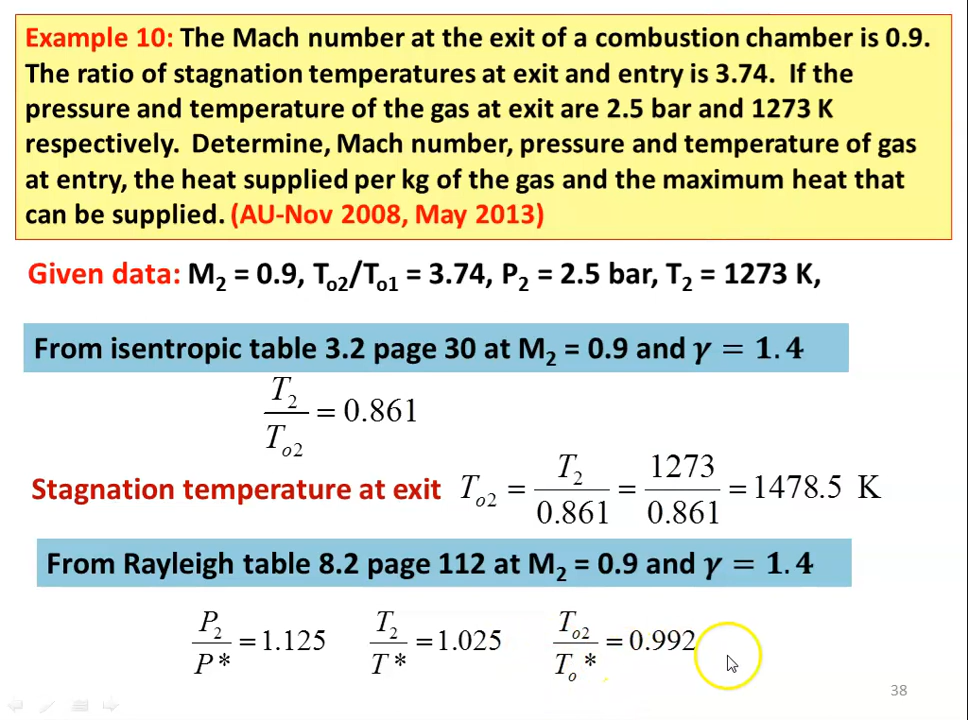 Example 10: The Mach number at the exit of a combustion chamber is 0.9.
The ratio of stagnation temperatures at exit and entry is 3.74. If the
pressure and temperature of the gas at exit are 2.5 bar and 1273 K
respectively. Determine, Mach number, pressure and temperature of gas
at entry, the heat supplied per kg of the gas and the maximum heat that
can be supplied. (AU-Nov 2008, May 2013)
Given data: M₂ = 0.9, Tₒ₂/Tₒ₁ = 3.74, P₂ = 2.5 bar, T₂ = 1273 K,
From isentropic table 3.2 page 30 at M₂ = 0.9 and γ = 1.4
T₂/Tₒ₂ = 0.861
Stagnation temperature at exit Tₒ₂ = T₂/0.861 = 1273/0.861 = 1478.5 K
From Rayleigh table 8.2 page 112 at M₂ = 0.9 and γ = 1.4
P₂/P* = 1.125 T₂/T* = 1.025 Tₒ₂/Tₒ* = 0.992
38